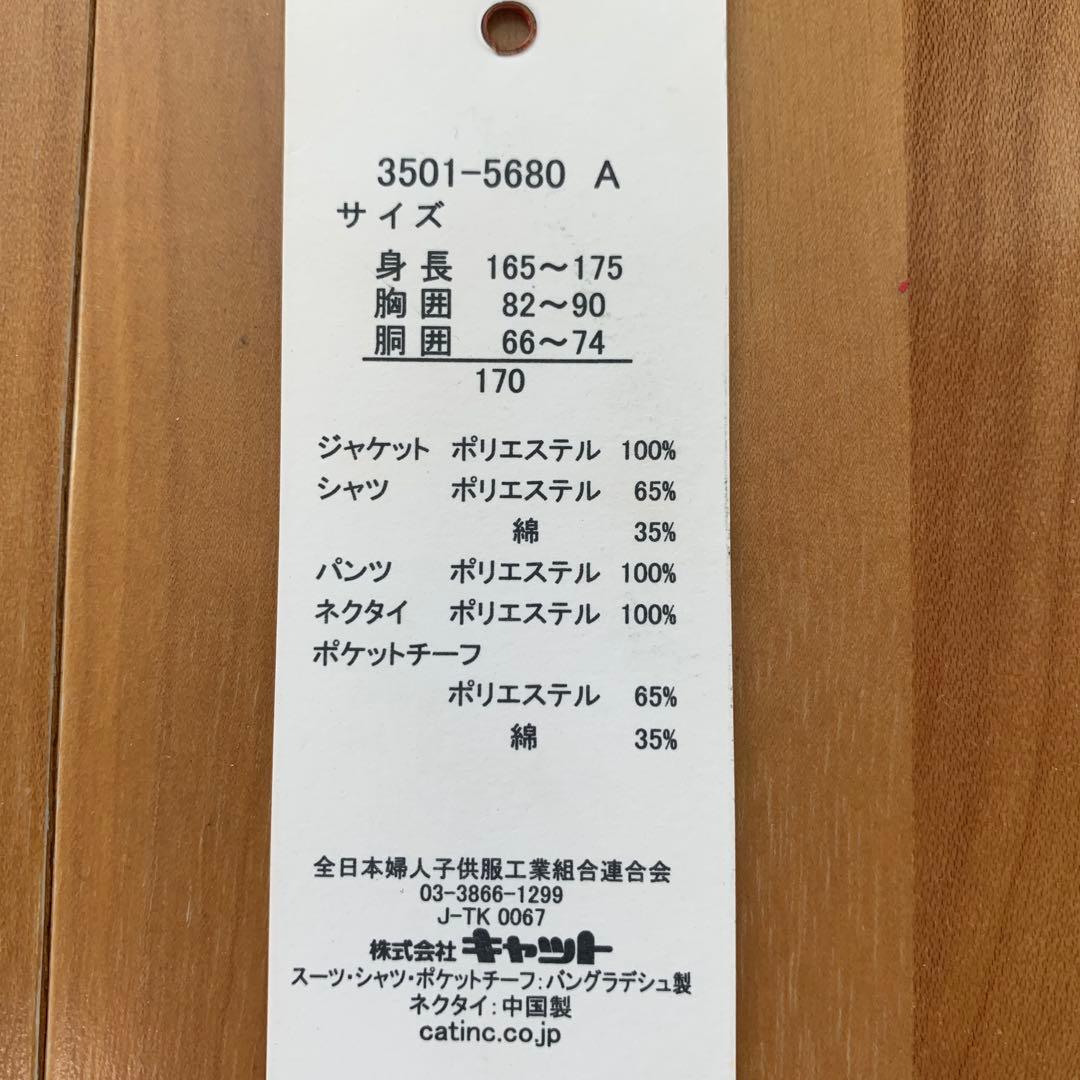 3501-5680 A
サイズ
身長 165〜175
胸囲 82〜90
胴囲 66〜74
170
ジャケット ポリエステル 100%
シャツ ポリエステル 65%
綿 35%
パンツ ポリエステル 100%
ネクタイ ポリエステル 100%
ポケットチーフ
ポリエステル 65%
綿 35%
全日本婦人子供服工業組合連合会
03-3866-1299
J-TK 0067
株式会社 キャット
スーツ・シャツ・ポケットチーフ:バングラデシュ製
ネクタイ:中国製
catinc.co.jp